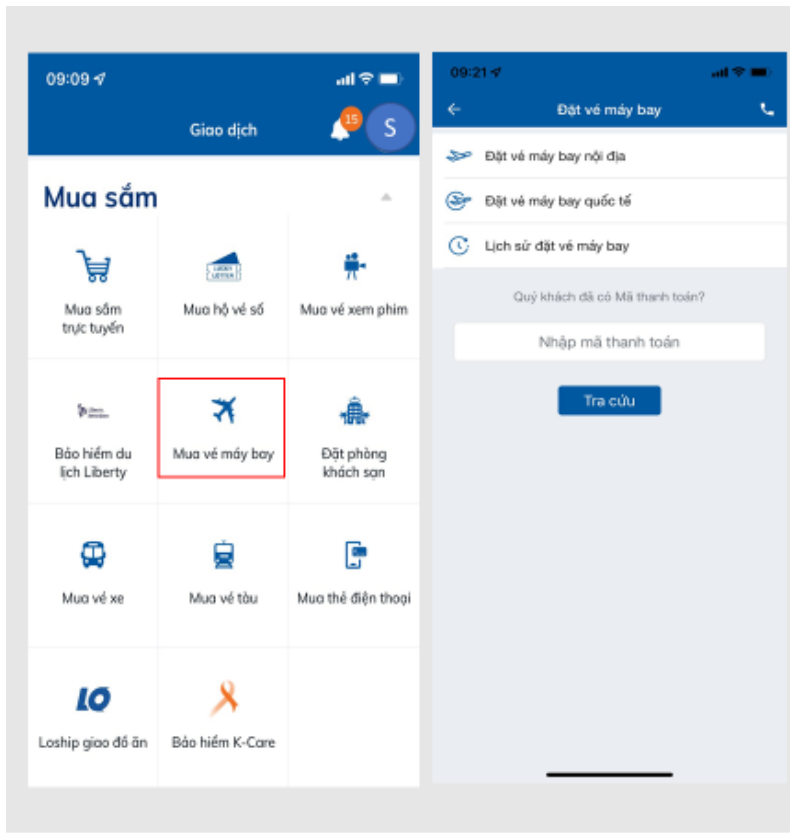 09:09
Giao dịch
15
S
Mua sắm
Mua sắm
trực tuyến
Mua hộ vé số
Mua vé xem phim
Bảo hiểm du
lịch Liberty
Mua vé máy bay
Đặt phòng
khách sạn
Mua vé xe
Mua vé tàu
Mua thẻ điện thoại
LO
Loship giao đồ ăn
Bảo hiểm K-Care
09:21
Đặt vé máy bay
Đặt vé máy bay nội địa
Đặt vé máy bay quốc tế
Lịch sử đặt vé máy bay
Quý khách đã có Mã thanh toán?
Nhập mã thanh toán
Tra cứu